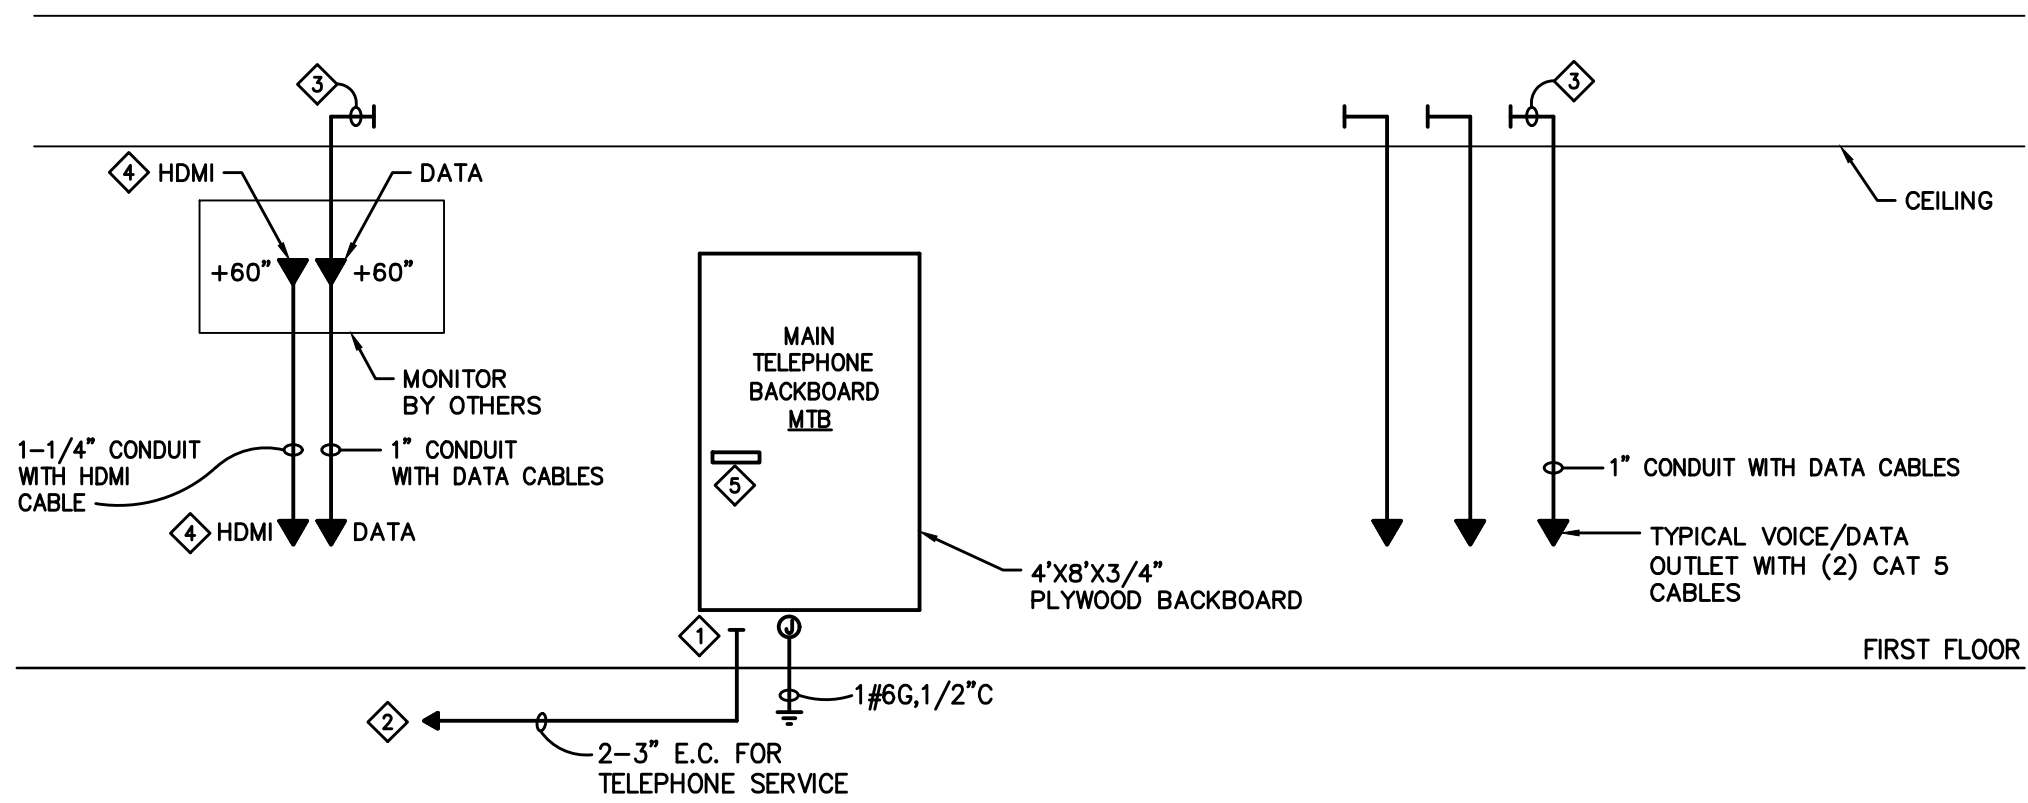 3
3
4 HDMI
DATA
CEILING
+60"
+60"
MAIN
TELEPHONE
BACKBOARD
MTB
MONITOR
BY OTHERS
1-1/4" CONDUIT
WITH HDMI
CABLE
1" CONDUIT
WITH DATA CABLES
5
1" CONDUIT WITH DATA CABLES
4 HDMI
DATA
TYPICAL VOICE/DATA
OUTLET WITH (2) CAT 5
CABLES
4'X8'X3/4"
PLYWOOD BACKBOARD
1
J
FIRST FLOOR
1#6G,1/2"C
2
2-3" E.C. FOR
TELEPHONE SERVICE